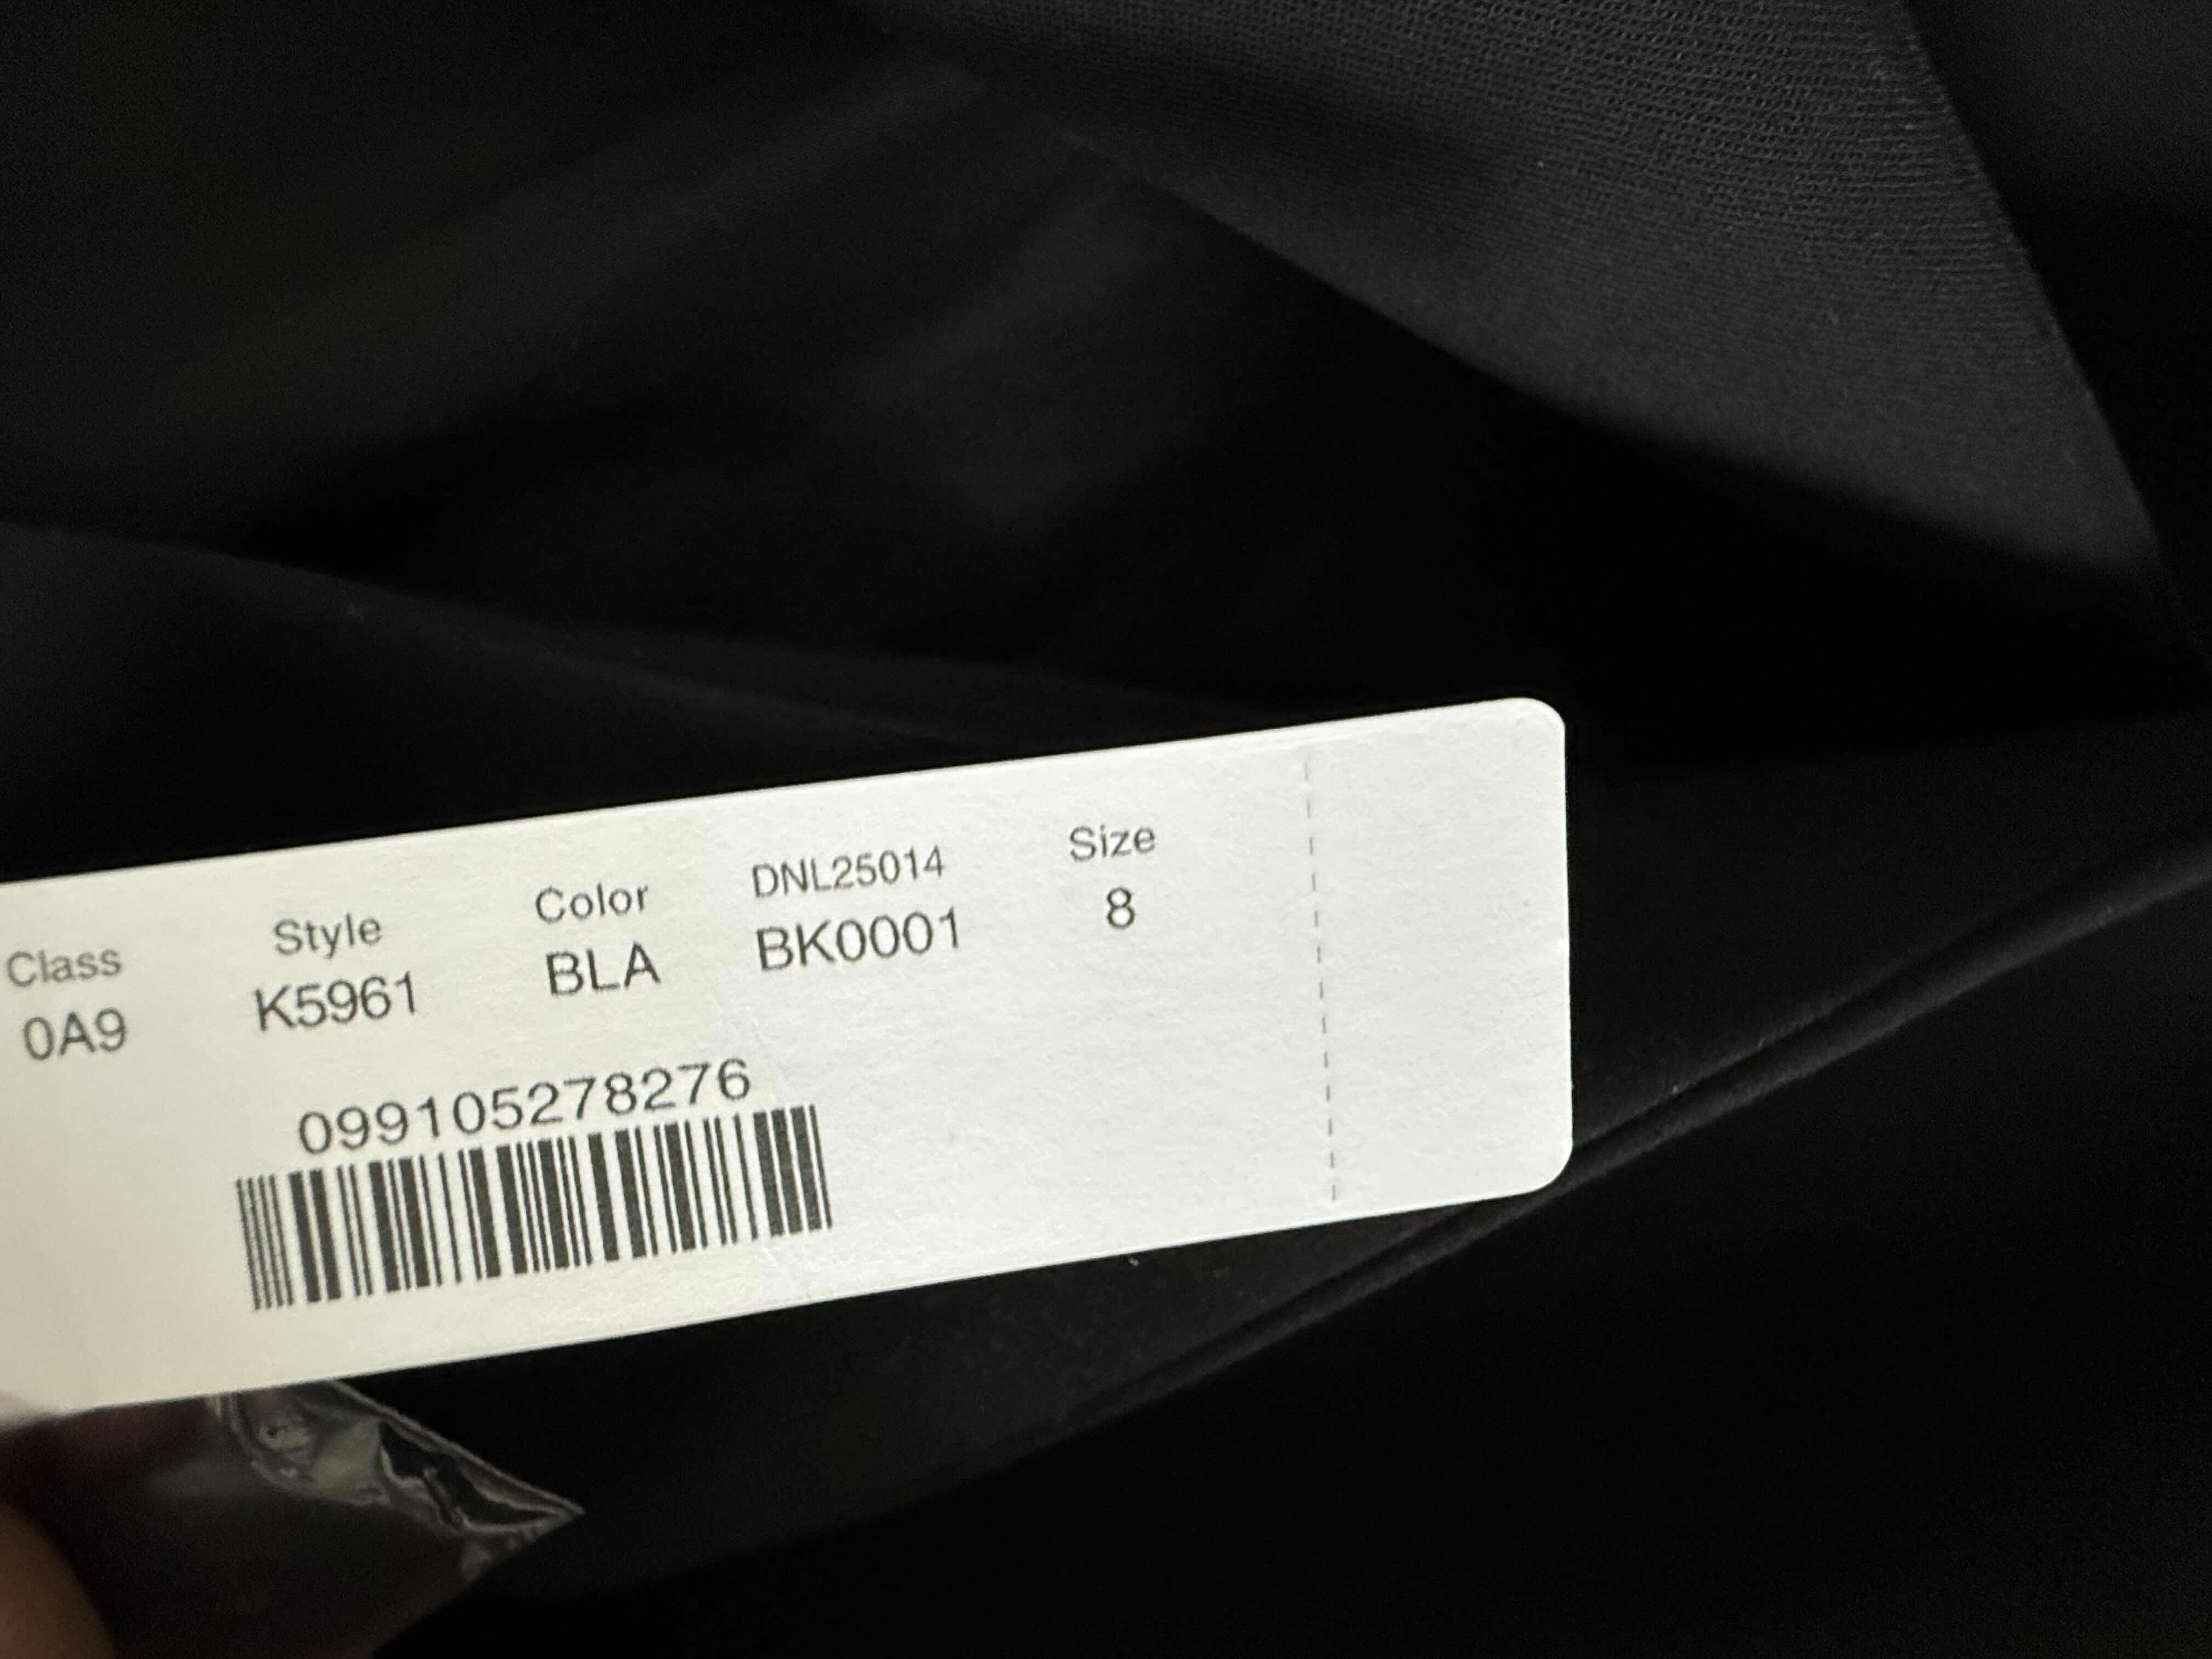 Class Style Color DNL25014 Size
0A9 K5961 BLA BK0001 8
099105278276